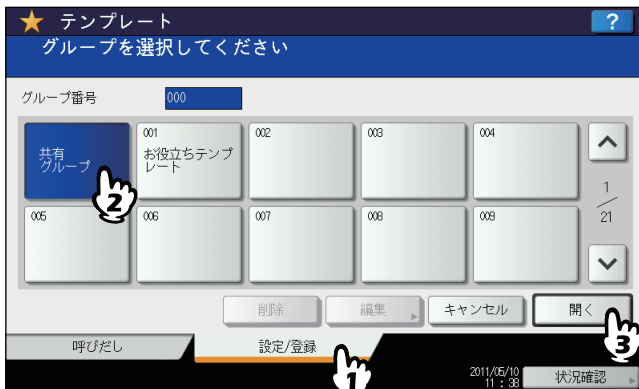 テンプレート
?
グループを選択してください
グループ番号 000
共有
グループ
001
お役立ちテンプ
レート
002
003
004
1
21
005
006
007
008
009
2
削除 編集 キャンセル 開く
3
呼びだし 設定/登録
1
2011/05/10
11 : 38
状況確認